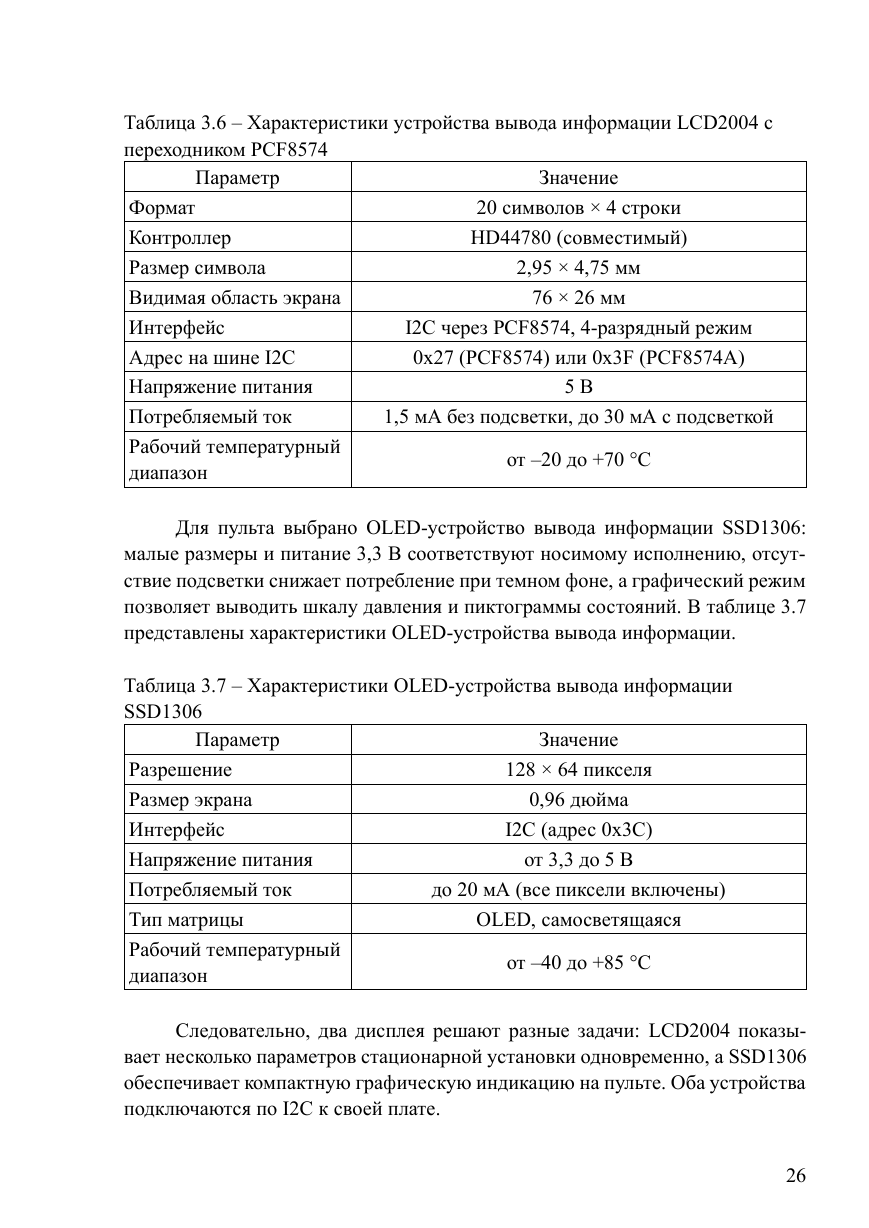 Таблица 3.6 – Характеристики устройства вывода информации LCD2004 с
переходником PCF8574
Параметр Значение
Формат 20 символов × 4 строки
Контроллер HD44780 (совместимый)
Размер символа 2,95 × 4,75 мм
Видимая область экрана 76 × 26 мм
Интерфейс I2C через PCF8574, 4-разрядный режим
Адрес на шине I2C 0x27 (PCF8574) или 0x3F (PCF8574A)
Напряжение питания 5 В
Потребляемый ток 1,5 мА без подсветки, до 30 мА с подсветкой
Рабочий температурный
диапазон от –20 до +70 °C
Для пульта выбрано OLED-устройство вывода информации SSD1306:
малые размеры и питание 3,3 В соответствуют носимому исполнению, отсут-
ствие подсветки снижает потребление при темном фоне, а графический режим
позволяет выводить шкалу давления и пиктограммы состояний. В таблице 3.7
представлены характеристики OLED-устройства вывода информации.
Таблица 3.7 – Характеристики OLED-устройства вывода информации
SSD1306
Параметр Значение
Разрешение 128 × 64 пикселя
Размер экрана 0,96 дюйма
Интерфейс I2C (адрес 0x3C)
Напряжение питания от 3,3 до 5 В
Потребляемый ток до 20 мА (все пиксели включены)
Тип матрицы OLED, самосветящаяся
Рабочий температурный
диапазон от –40 до +85 °C
Следовательно, два дисплея решают разные задачи: LCD2004 показы-
вает несколько параметров стационарной установки одновременно, а SSD1306
обеспечивает компактную графическую индикацию на пульте. Оба устройства
подключаются по I2C к своей плате.
26